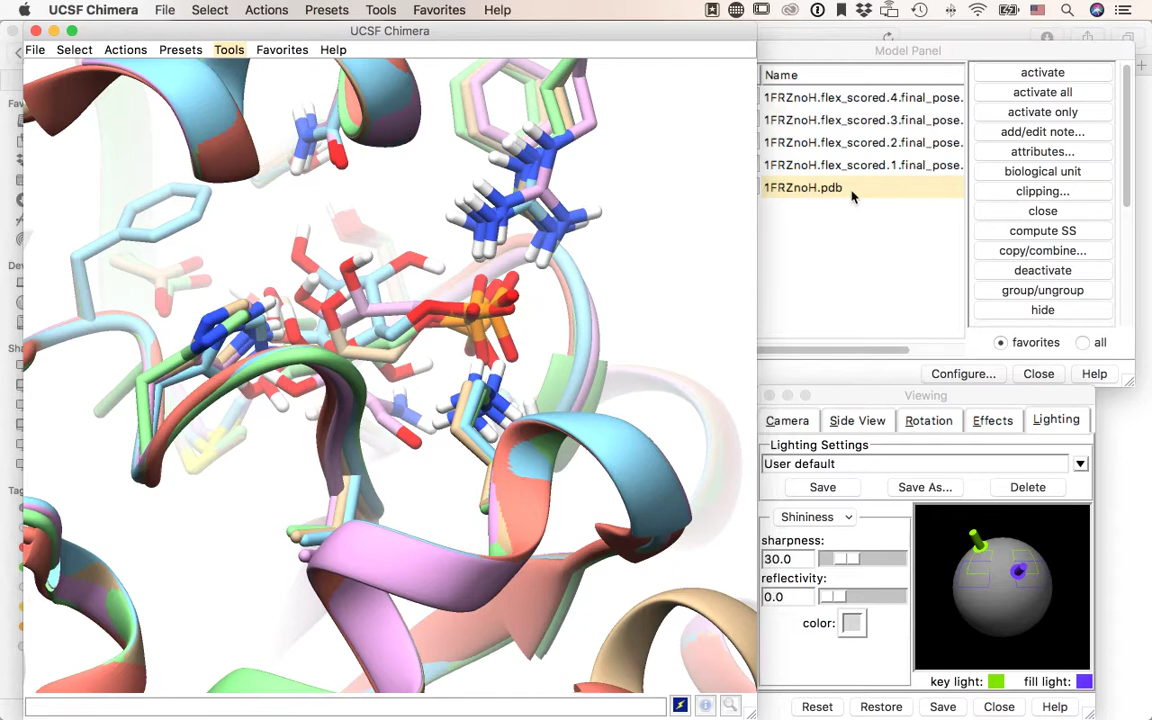 UCSF Chimera File Select Actions Presets Tools Favorites Help
UCSF Chimera
File Select Actions Presets Tools Favorites Help
Model Panel
Name
1FRZnoH.flex_scored.4.final_pose.
1FRZnoH.flex_scored.3.final_pose.
1FRZnoH.flex_scored.2.final_pose.
1FRZnoH.flex_scored.1.final_pose.
1FRZnoH.pdb
activate
activate all
activate only
add/edit note...
attributes...
biological unit
clipping...
close
compute SS
copy/combine...
deactivate
group/ungroup
hide
favorites all
Configure... Close Help
Viewing
Camera Side View Rotation Effects Lighting
Lighting Settings
User default
Save Save As... Delete
Shininess
sharpness:
30.0
reflectivity:
0.0
color:
key light: fill light:
Reset Restore Save Close Help
Fav
Dev
Sha
Tag